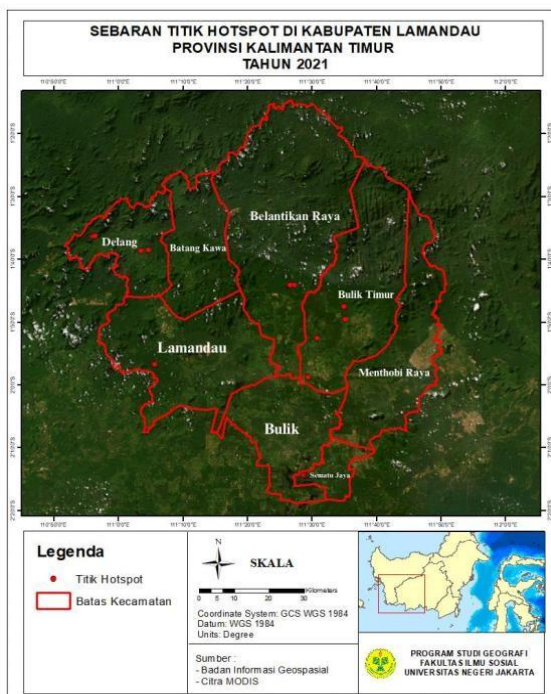 SEBARAN TITIK HOTSPOT DI KABUPATEN LAMANDAU
PROVINSI KALIMANTAN TIMUR
TAHUN 2021
Belantikan Raya
Delang
Batang Kawa
Bulik Timur
Lamandau
Menthobi Raya
Bulik
Sematu Jaya
Legenda
Titik Hotspot
Batas Kecamatan
N
SKALA
0 5 10 20 30
Kilometers
Coordinate System: GCS WGS 1984
Datum: WGS 1984
Units: Degree
Sumber :
- Badan Informasi Geospasial
- Citra MODIS
PROGRAM STUDI GEOGRAFI
FAKULTAS ILMU SOSIAL
UNIVERSITAS NEGERI JAKARTA